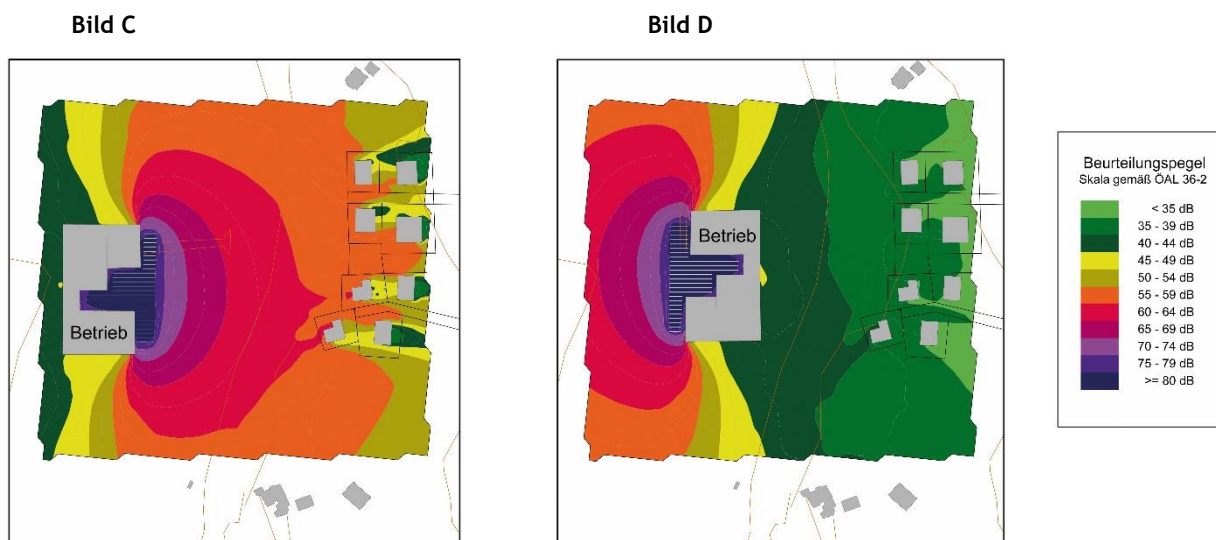 Bild C
Bild D
Betrieb
Betrieb
Beurteilungspegel
Skala gemäß ÖAL 36-2
< 35 dB
35 - 39 dB
40 - 44 dB
45 - 49 dB
50 - 54 dB
55 - 59 dB
60 - 64 dB
65 - 69 dB
70 - 74 dB
75 - 79 dB
>= 80 dB